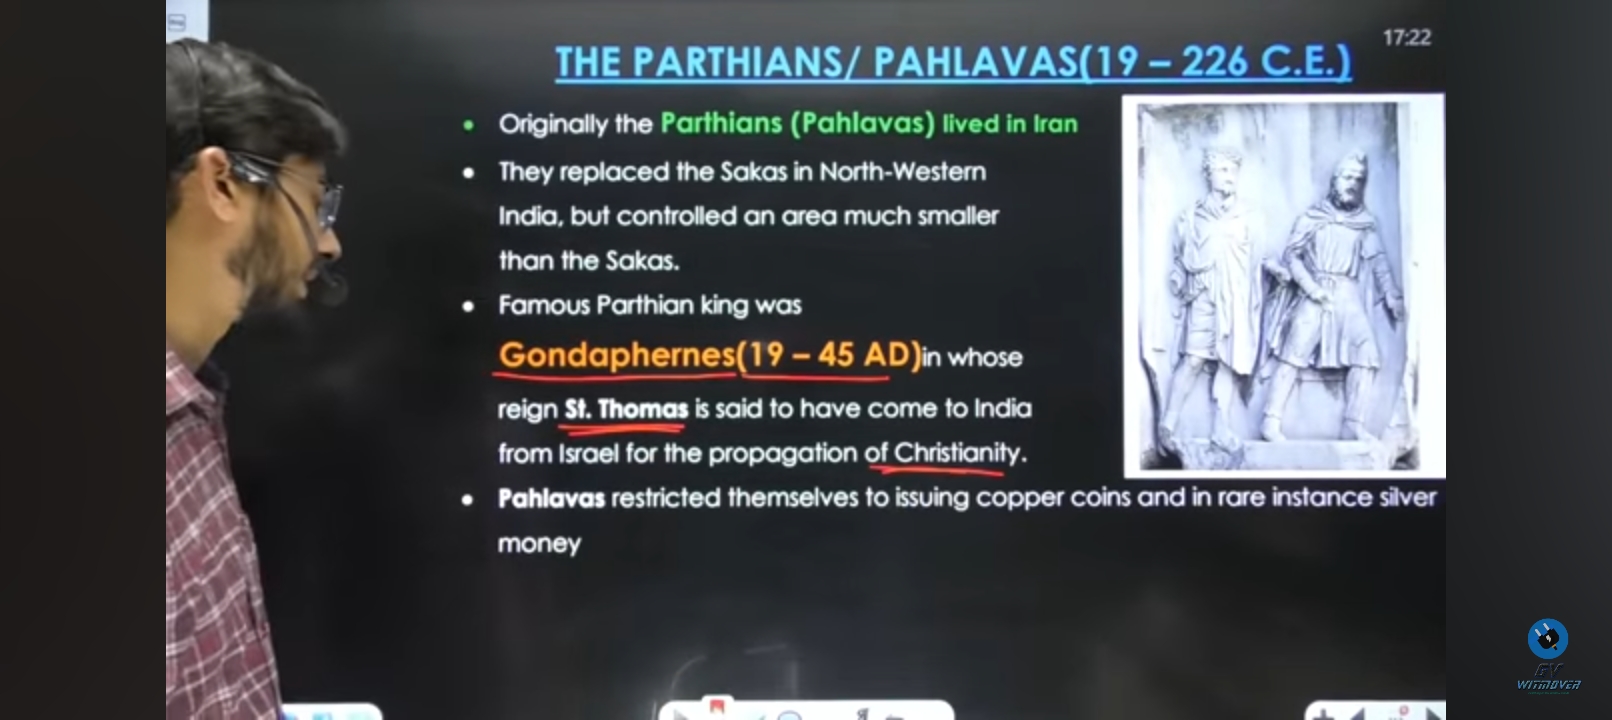 17:22
THE PARTHIANS/ PAHLAVAS(19 – 226 C.E.)
• Originally the Parthians (Pahlavas) lived in Iran
• They replaced the Sakas in North-Western
India, but controlled an area much smaller
than the Sakas.
• Famous Parthian king was
Gondaphernes(19 – 45 AD)in whose
reign St. Thomas is said to have come to India
from Israel for the propagation of Christianity.
• Pahlavas restricted themselves to issuing copper coins and in rare instance silver
money